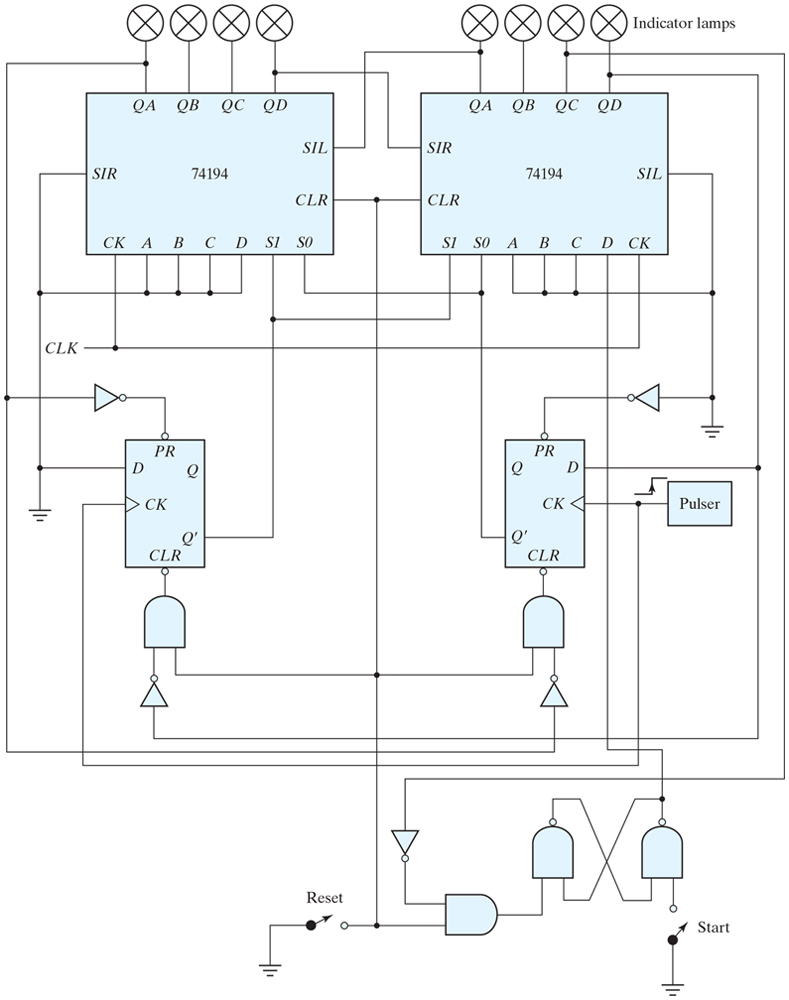 Indicator lamps
QA QB QC QD
QA QB QC QD
SIL
SIR
SIR 74194
74194 SIL
CLR
CLR
CK A B C D S1 S0
S1 S0 A B C D CK
CLK
PR
D Q
CK
Q'
CLR
PR
Q D
CK
Q'
CLR
Pulser
Reset
Start